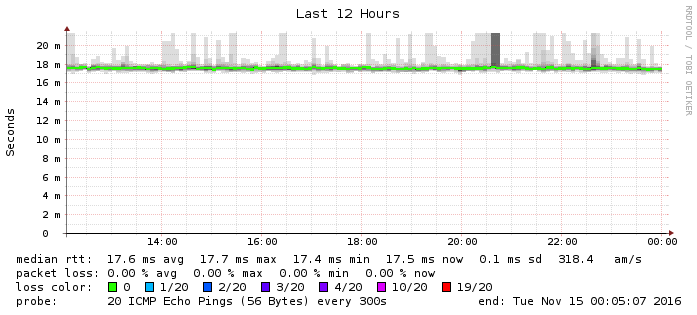 Last 12 Hours
RRDTOOL / TOBI OETIKER
Seconds
20 m
18 m
16 m
14 m
12 m
10 m
8 m
6 m
4 m
2 m
0
14:00 16:00 18:00 20:00 22:00 00:00
median rtt: 17.6 ms avg 17.7 ms max 17.4 ms min 17.5 ms now 0.1 ms sd 318.4 am/s
packet loss: 0.00 % avg 0.00 % max 0.00 % min 0.00 % now
loss color: 0 1/20 2/20 3/20 4/20 10/20 19/20
probe: 20 ICMP Echo Pings (56 Bytes) every 300s end: Tue Nov 15 00:05:07 2016